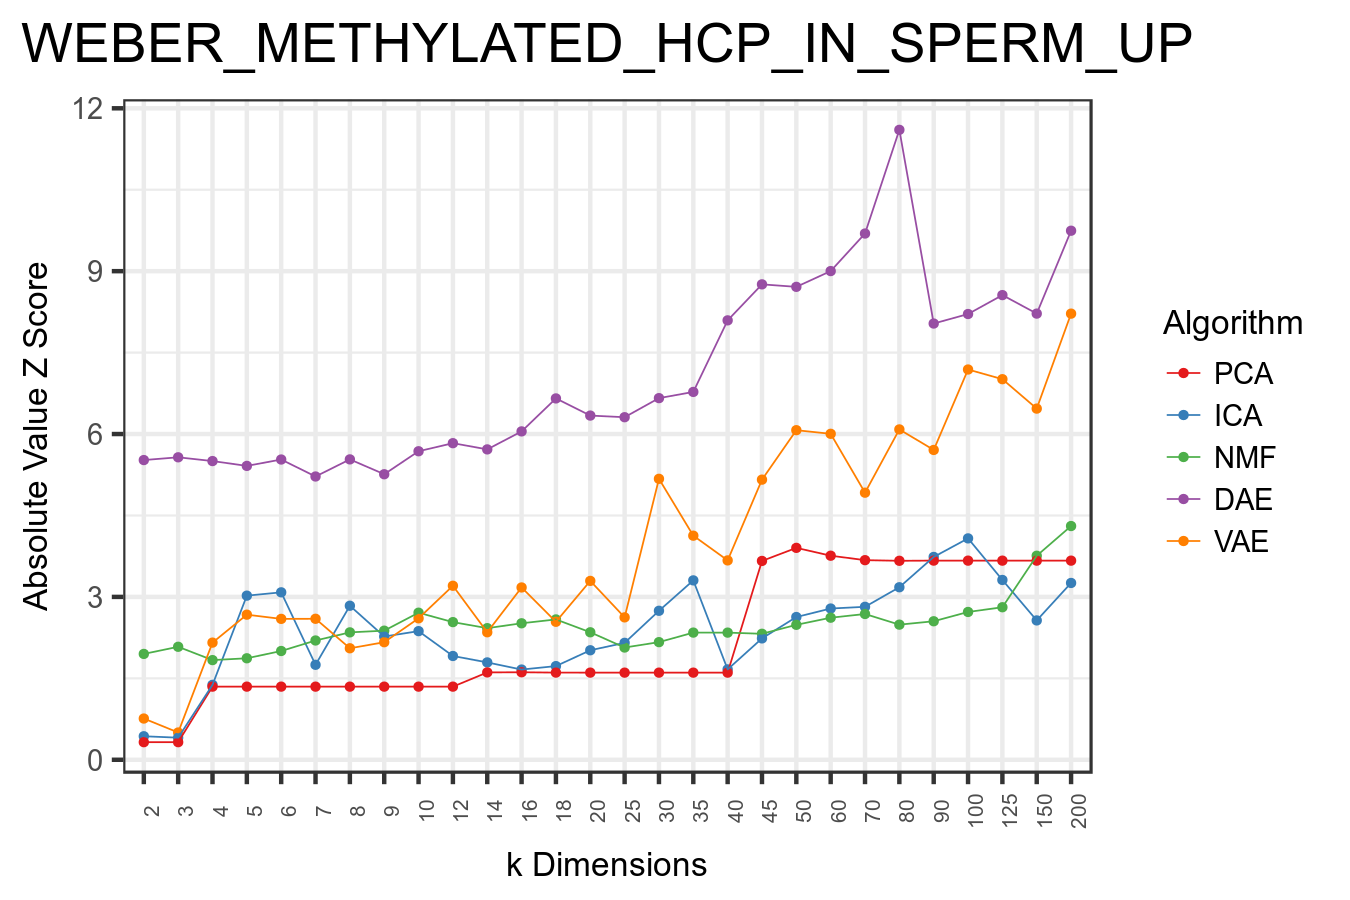 WEBER_METHYLATED_HCP_IN_SPERM_UP
Absolute Value Z Score
12
9
6
3
0
2 3 4 5 6 7 8 9 10 12 14 16 18 20 25 30 35 40 45 50 60 70 80 90 100 125 150 200
k Dimensions
Algorithm
PCA
ICA
NMF
DAE
VAE